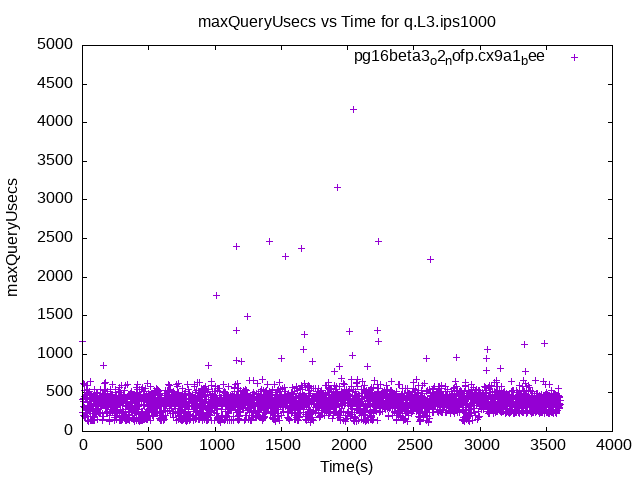 maxQueryUsecs vs Time for q.L3.ips1000
pg16beta3o2nofp.cx9a1bee
5000
4500
4000
3500
3000
2500
2000
1500
1000
500
0
maxQueryUsecs
0 500 1000 1500 2000 2500 3000 3500 4000
Time(s)